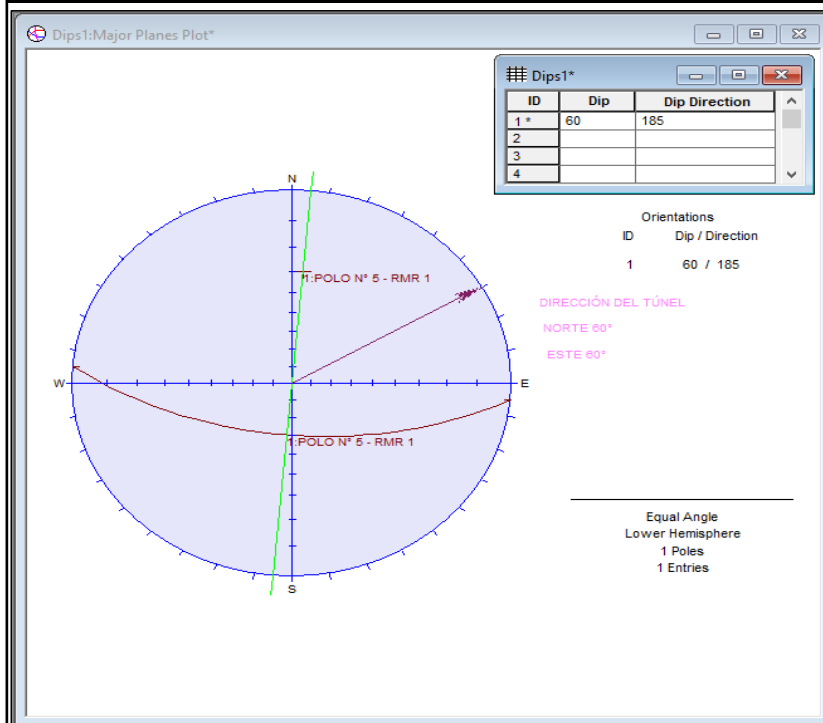 Dips1:Major Planes Plot*
Dips1*
ID Dip Dip Direction
1 * 60 185
2
3
4
Orientations
ID Dip / Direction
1 60 / 185
DIRECCIÓN DEL TÚNEL
NORTE 60°
ESTE 60°
N
1:POLO N° 5 - RMR 1
W
E
1:POLO N° 5 - RMR 1
S
Equal Angle
Lower Hemisphere
1 Poles
1 Entries